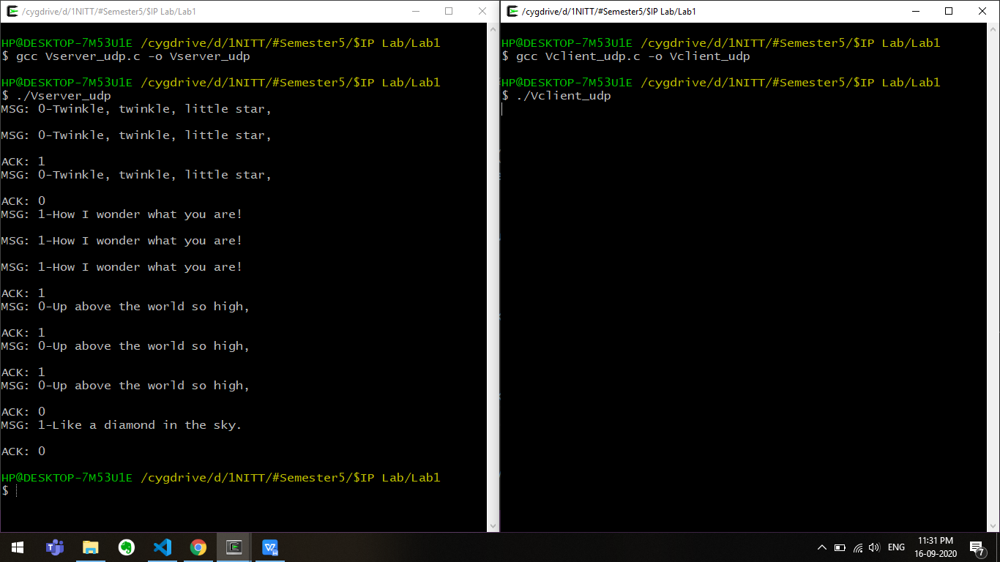 /cygdrive/d/1NITT/#Semester5/$IP Lab/Lab1
HP@DESKTOP-7M53U1E /cygdrive/d/1NITT/#Semester5/$IP Lab/Lab1
$ gcc Vserver_udp.c -o Vserver_udp
HP@DESKTOP-7M53U1E /cygdrive/d/1NITT/#Semester5/$IP Lab/Lab1
$ ./Vserver_udp
MSG: 0-Twinkle, twinkle, little star,
MSG: 0-Twinkle, twinkle, little star,
ACK: 1
MSG: 0-Twinkle, twinkle, little star,
ACK: 0
MSG: 1-How I wonder what you are!
MSG: 1-How I wonder what you are!
MSG: 1-How I wonder what you are!
ACK: 1
MSG: 0-Up above the world so high,
ACK: 1
MSG: 0-Up above the world so high,
ACK: 1
MSG: 0-Up above the world so high,
ACK: 0
MSG: 1-Like a diamond in the sky.
ACK: 0
HP@DESKTOP-7M53U1E /cygdrive/d/1NITT/#Semester5/$IP Lab/Lab1
$
/cygdrive/d/1NITT/#Semester5/$IP Lab/Lab1
HP@DESKTOP-7M53U1E /cygdrive/d/1NITT/#Semester5/$IP Lab/Lab1
$ gcc Vclient_udp.c -o Vclient_udp
HP@DESKTOP-7M53U1E /cygdrive/d/1NITT/#Semester5/$IP Lab/Lab1
$ ./Vclient_udp
ENG
11:31 PM
16-09-2020
7